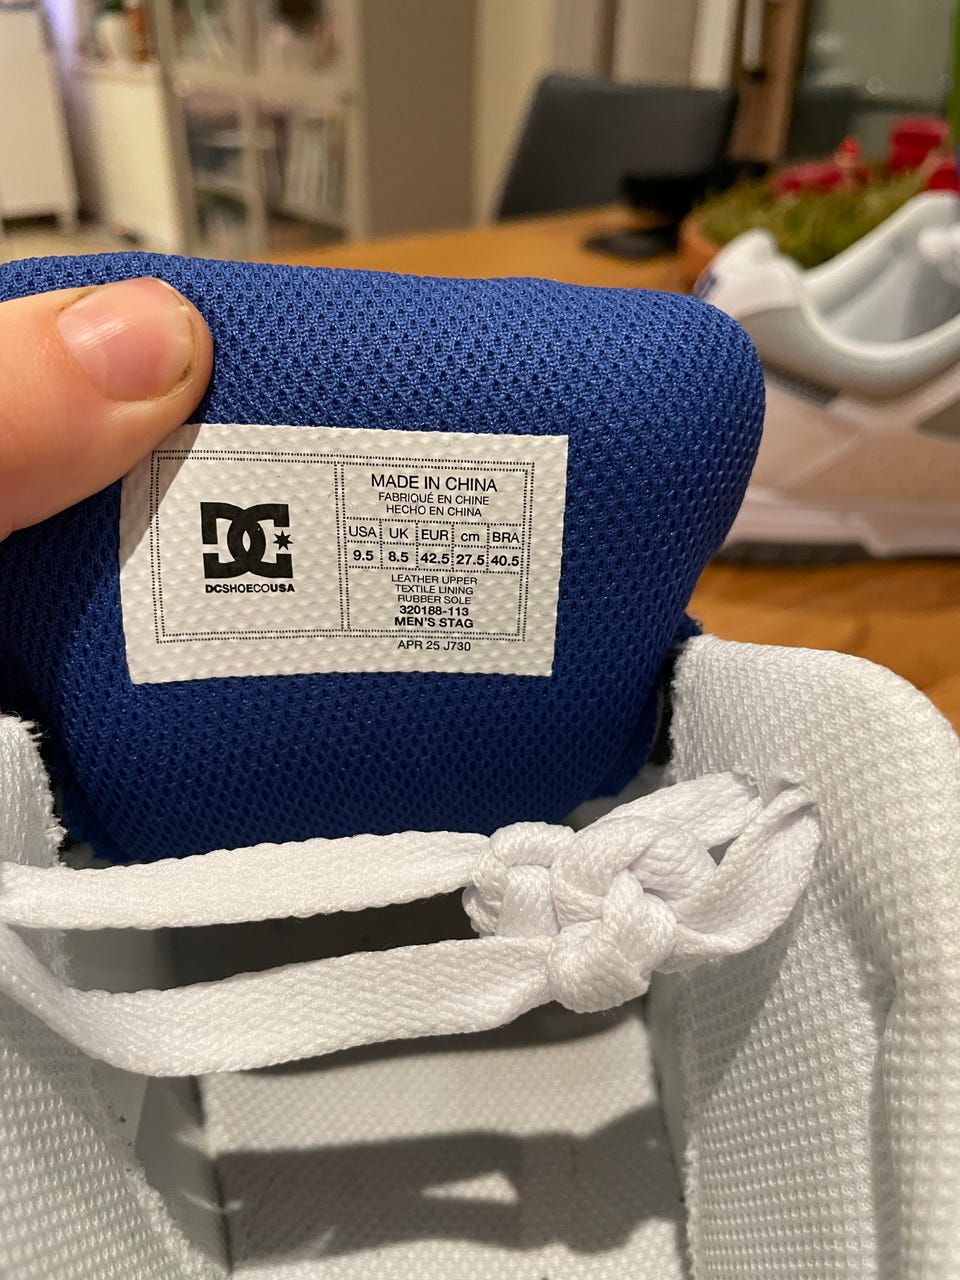 DC
DCSHOECOUSA
MADE IN CHINA
FABRIQUÉ EN CHINE
HECHO EN CHINA
USA UK EUR cm BRA
9.5 8.5 42.5 27.5 40.5
LEATHER UPPER
TEXTILE LINING
RUBBER SOLE
320188-113
MEN'S STAG
APR 25 J730